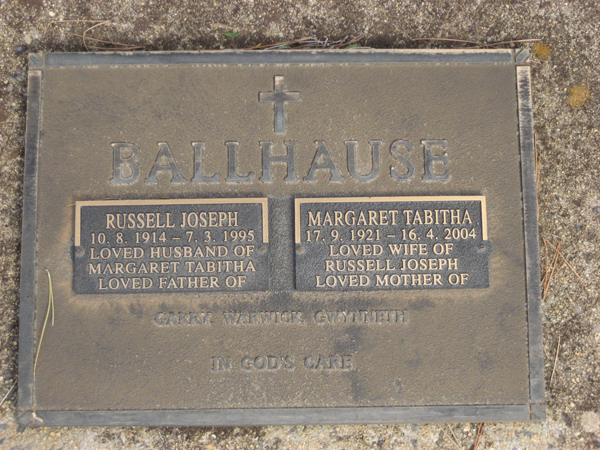 BALLHAUSE
RUSSELL JOSEPH
10. 8. 1914 – 7. 3. 1995
LOVED HUSBAND OF
MARGARET TABITHA
LOVED FATHER OF
MARGARET TABITHA
17. 9. 1921 – 16. 4. 2004
LOVED WIFE OF
RUSSELL JOSEPH
LOVED MOTHER OF
GARRY, WARWICK, GWYNNETH
IN GOD'S CARE